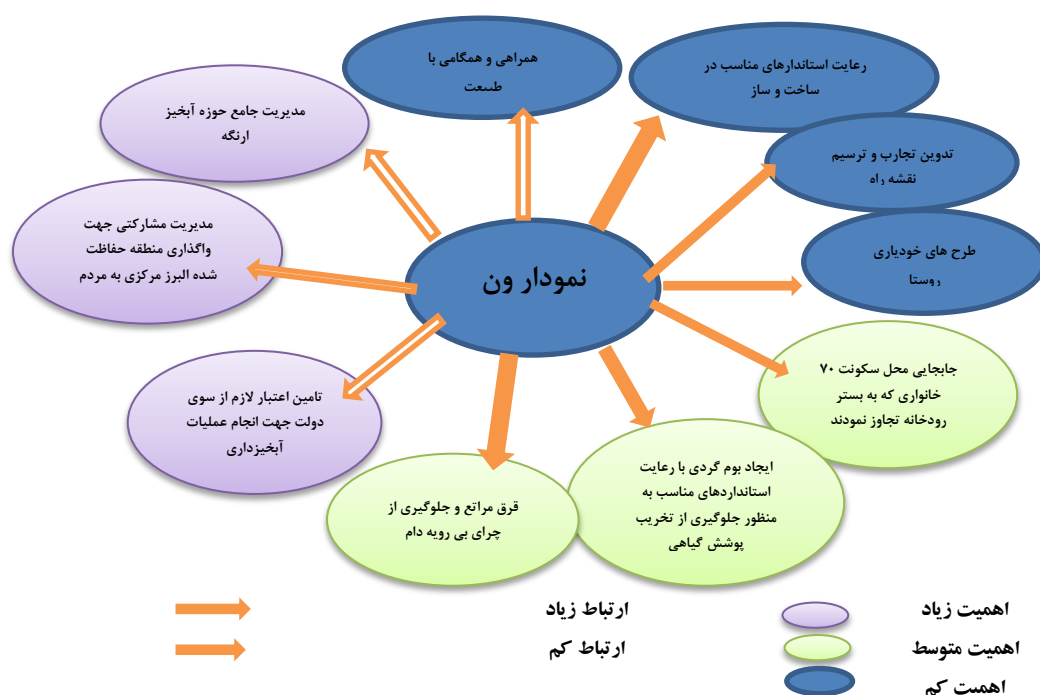 همراهی و همگامی با
طبیعت
رعایت استاندارهای مناسب در
ساخت و ساز
مدیریت جامع حوزه آبخیز
ارنگه
تدوین تجارب و ترسیم
نقشه راه
مدیریت مشارکتی جهت
واگذاری منطقه حفاظت
شده البرز مرکزی به مردم
نمودار ون
طرح های خودیاری
روستا
جابجایی محل سکونت ۷۰
خانواری که به بستر
رودخانه تجاوز نمودند
تامین اعتبار لازم از سوی
دولت جهت انجام عملیات
آبخیزداری
ایجاد بوم گردی با رعایت
استانداردهای مناسب به
منظور جلوگیری از تخریب
پوشش گیاهی
قرق مراتع و جلوگیری از
چرای بی رویه دام
اهمیت زیاد
ارتباط زیاد
اهمیت متوسط
ارتباط کم
اهمیت کم